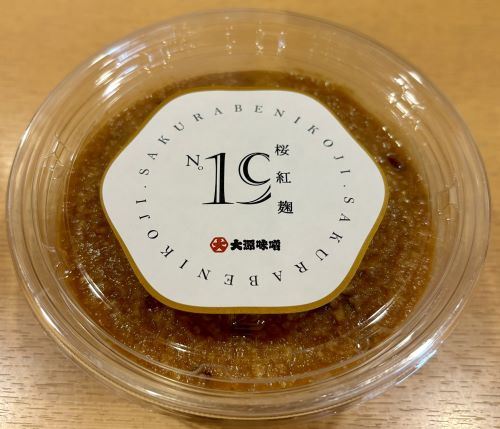 SAKURABENIKOJI · SAKURABENIKOJI ·
No. 19
桜紅麹
大源味噌